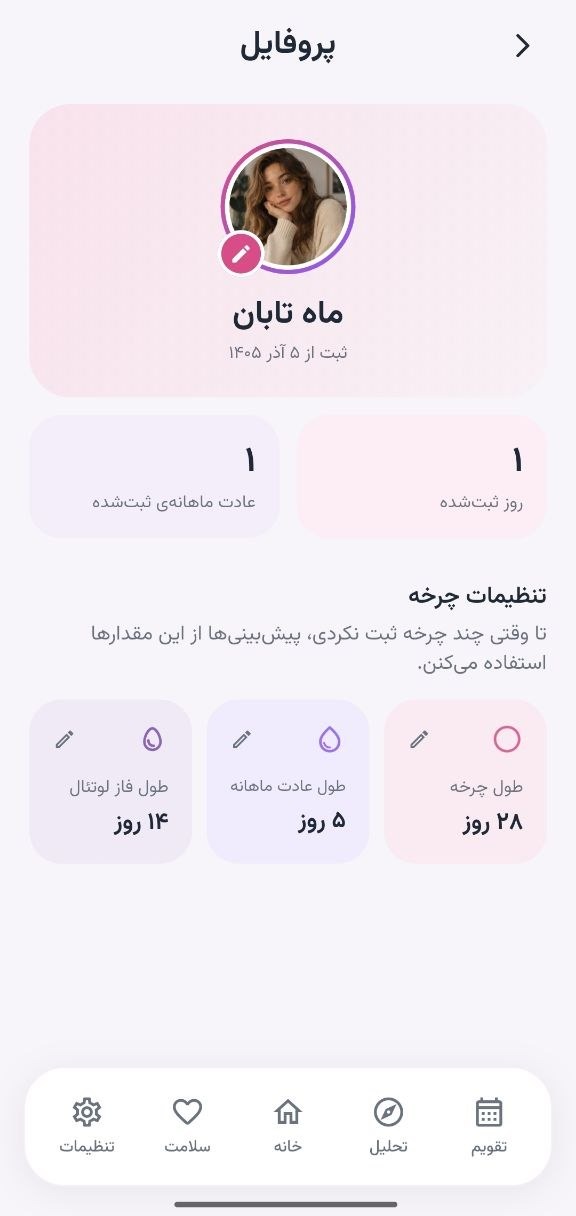 پروفایل
ماه تابان
ثبت از ۵ آذر ۱۴۰۵
۱
روز ثبت‌شده
۱
عادت ماهانه‌ی ثبت‌شده
تنظیمات چرخه
تا وقتی چند چرخه ثبت نکردی، پیش‌بینی‌ها از این مقدارها
استفاده می‌کنن.
طول چرخه
۲۸ روز
طول عادت ماهانه
۵ روز
طول فاز لوتئال
۱۴ روز
تقویم
تحلیل
خانه
سلامت
تنظیمات